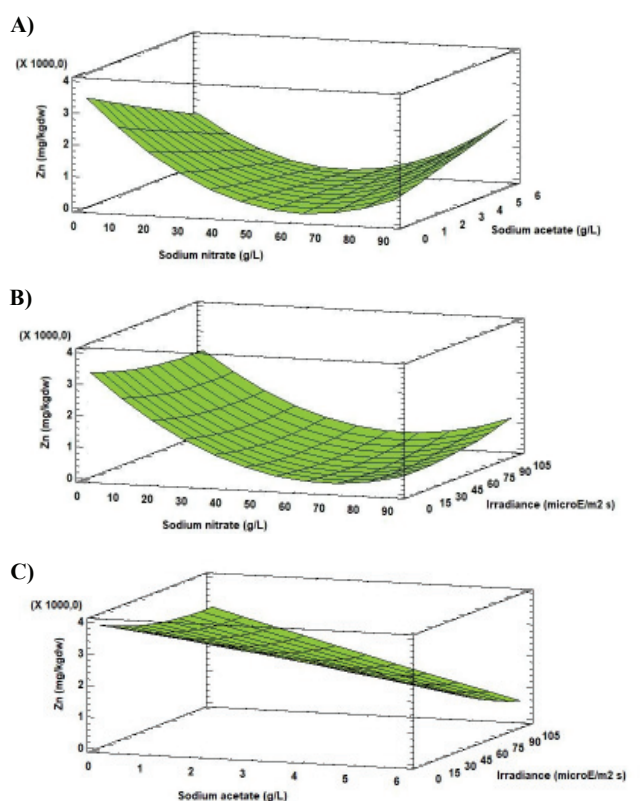 A)
(X 1000,0)
4
3
2
1
0
Zn (mg/kgdw)
0 10 20 30 40 50 60 70 80 90
Sodium nitrate (g/L)
0 1 2 3 4 5 6
Sodium acetate (g/L)
B)
(X 1000,0)
4
3
2
1
0
Zn (mg/kgdw)
0 10 20 30 40 50 60 70 80 90
Sodium nitrate (g/L)
0 15 30 45 60 75 90 105
Irradiance (microE/m2 s)
C)
(X 1000,0)
4
3
2
1
0
Zn (mg/kgdw)
0 1 2 3 4 5 6
Sodium acetate (g/L)
0 15 30 45 60 75 90 105
Irradiance (microE/m2 s)